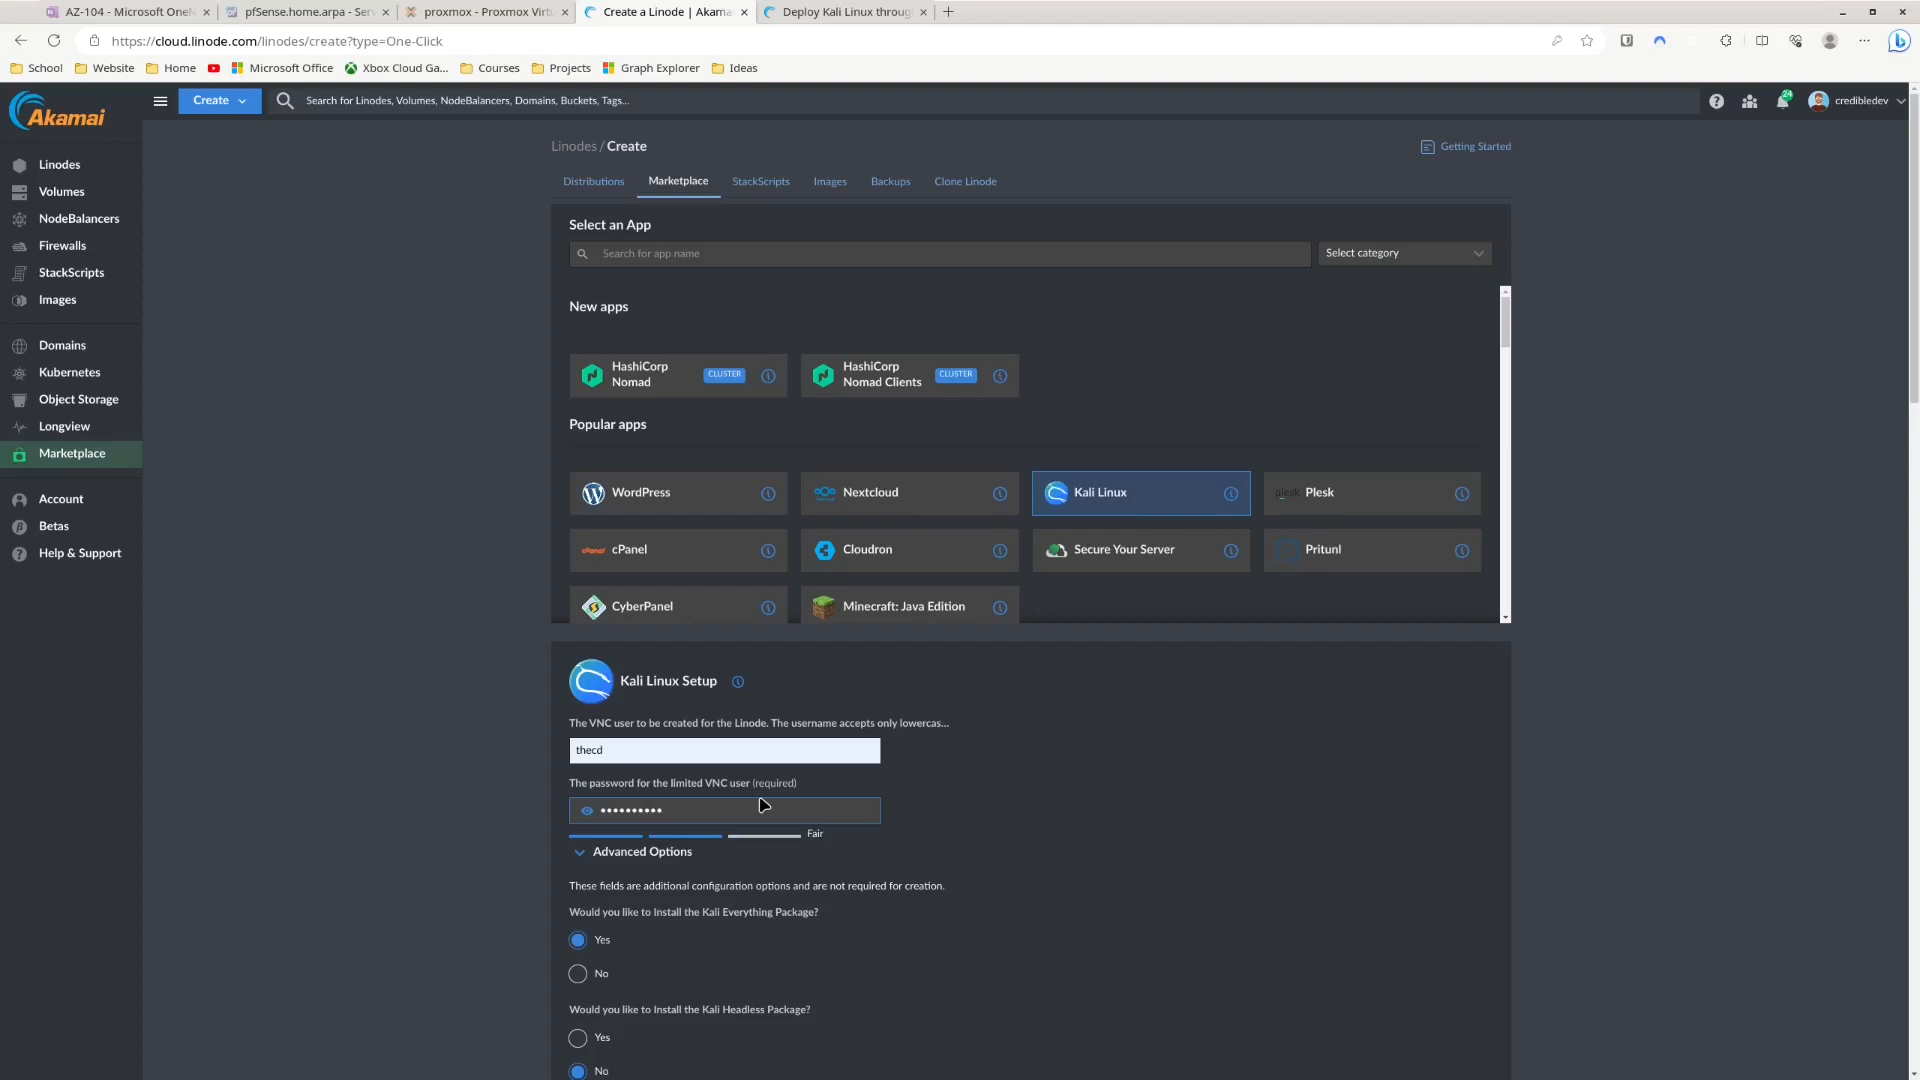 AZ-104 - Microsoft OneN
pfSense.home.arpa - Serv
proxmox - Proxmox Virtu
Create a Linode | Akama
Deploy Kali Linux throug
https://cloud.linode.com/linodes/create?type=One-Click
School
Website
Home
Microsoft Office
Xbox Cloud Ga...
Courses
Projects
Graph Explorer
Ideas
Akamai
Create
Search for Linodes, Volumes, NodeBalancers, Domains, Buckets, Tags...
24
credibledev
Linodes
Volumes
NodeBalancers
Firewalls
StackScripts
Images
Domains
Kubernetes
Object Storage
Longview
Marketplace
Account
Betas
Help & Support
Linodes / Create
Getting Started
Distributions
Marketplace
StackScripts
Images
Backups
Clone Linode
Select an App
Search for app name
Select category
New apps
HashiCorp
Nomad
CLUSTER
HashiCorp
Nomad Clients
CLUSTER
Popular apps
WordPress
Nextcloud
Kali Linux
plesk Plesk
cPanel cPanel
Cloudron
Secure Your Server
Pritunl
CyberPanel
Minecraft: Java Edition
Kali Linux Setup
The VNC user to be created for the Linode. The username accepts only lowercas...
thecd
The password for the limited VNC user (required)
••••••••••
Fair
Advanced Options
These fields are additional configuration options and are not required for creation.
Would you like to Install the Kali Everything Package?
Yes
No
Would you like to Install the Kali Headless Package?
Yes
No